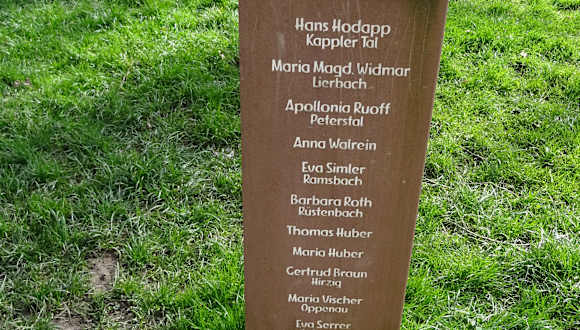 Hans Hodapp
Kappler Tal
Maria Magd. Widmar
Lierbach
Apollonia Ruoff
Peterstal
Anna Walrein
Eva Simler
Ramsbach
Barbara Roth
Rüstenbach
Thomas Huber
Maria Huber
Gertrud Braun
Hirzig
Maria Vischer
Oppenau
Eva Serrer